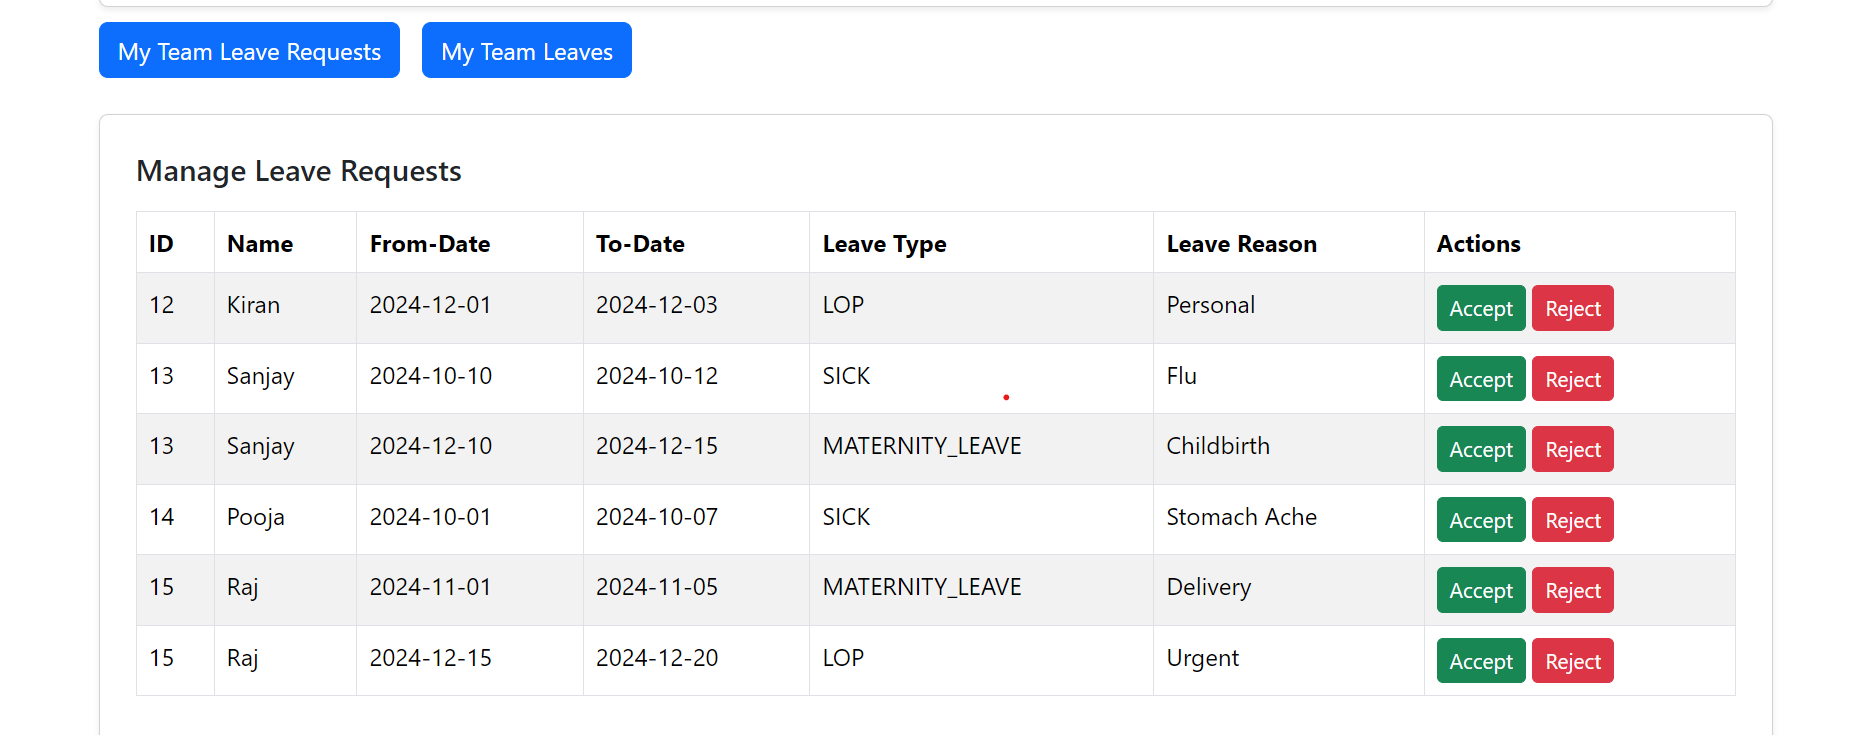 My Team Leave Requests My Team Leaves
Manage Leave Requests
ID Name From-Date To-Date Leave Type Leave Reason Actions
12 Kiran 2024-12-01 2024-12-03 LOP Personal Accept Reject
13 Sanjay 2024-10-10 2024-10-12 SICK Flu Accept Reject
13 Sanjay 2024-12-10 2024-12-15 MATERNITY_LEAVE Childbirth Accept Reject
14 Pooja 2024-10-01 2024-10-07 SICK Stomach Ache Accept Reject
15 Raj 2024-11-01 2024-11-05 MATERNITY_LEAVE Delivery Accept Reject
15 Raj 2024-12-15 2024-12-20 LOP Urgent Accept Reject